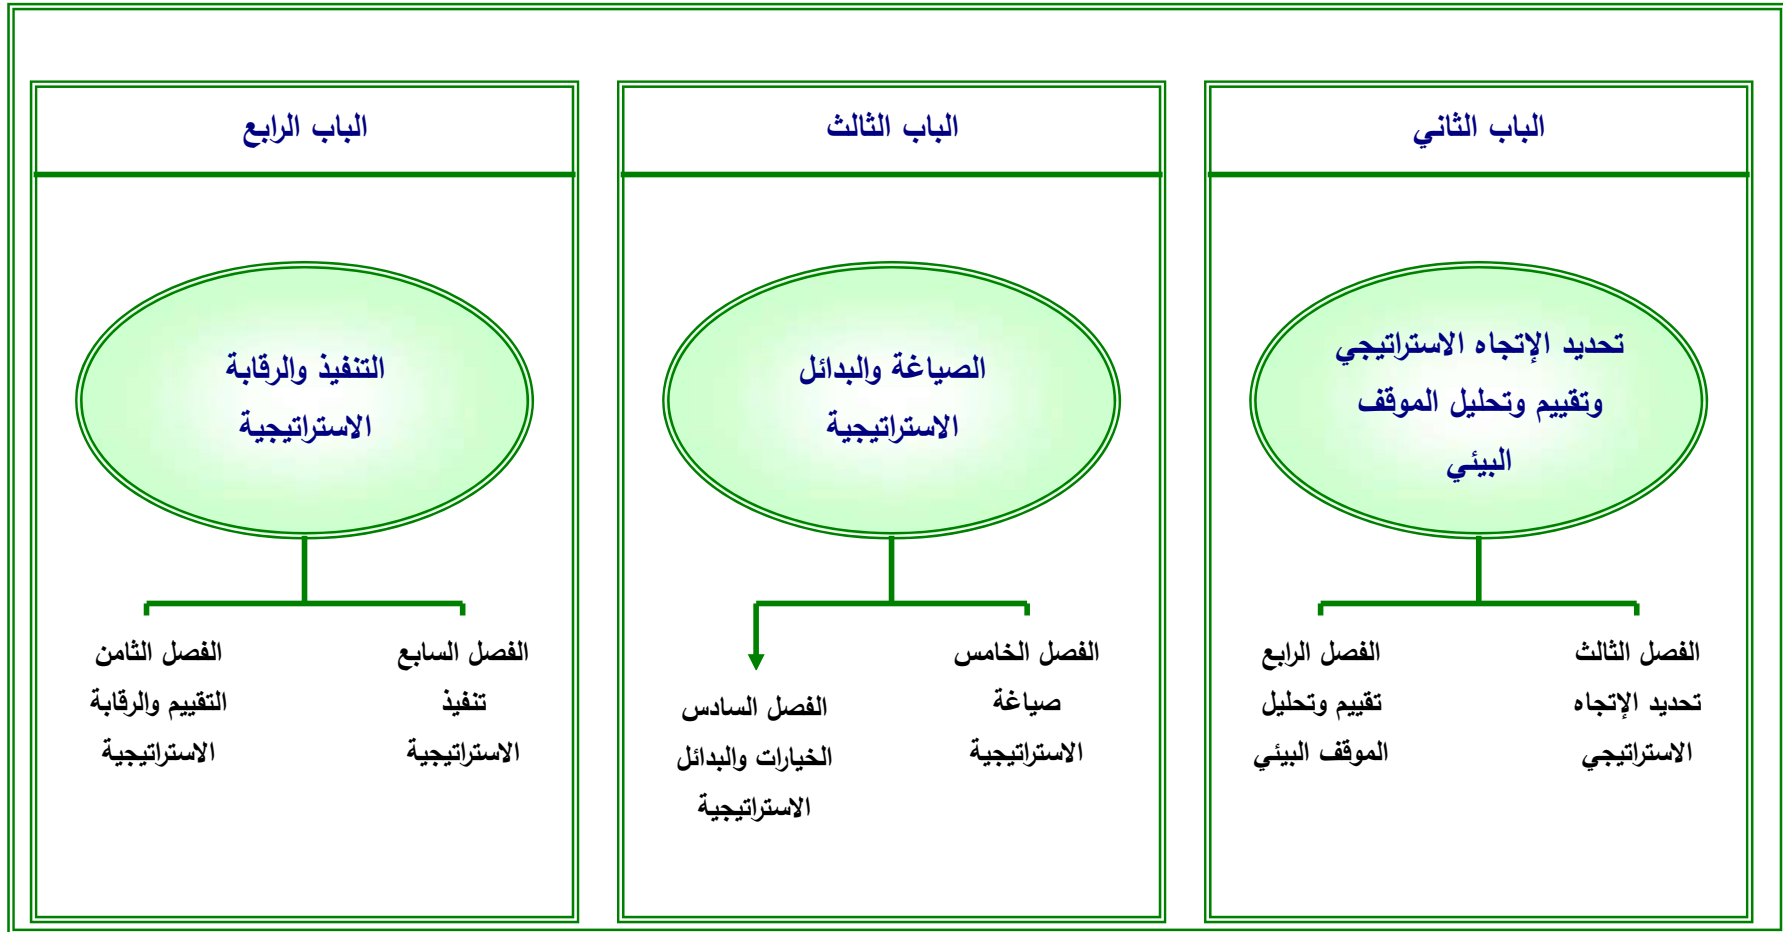 الباب الثاني
تحديد الإتجاه الاستراتيجي
وتقييم وتحليل الموقف
البيئي
الفصل الثالث
تحديد الإتجاه
الاستراتيجي
الفصل الرابع
تقييم وتحليل
الموقف البيئي
الباب الثالث
الصياغة والبدائل
الاستراتيجية
الفصل الخامس
صياغة
الاستراتيجية
الفصل السادس
الخيارات والبدائل
الاستراتيجية
الباب الرابع
التنفيذ والرقابة
الاستراتيجية
الفصل السابع
تنفيذ
الاستراتيجية
الفصل الثامن
التقييم والرقابة
الاستراتيجية